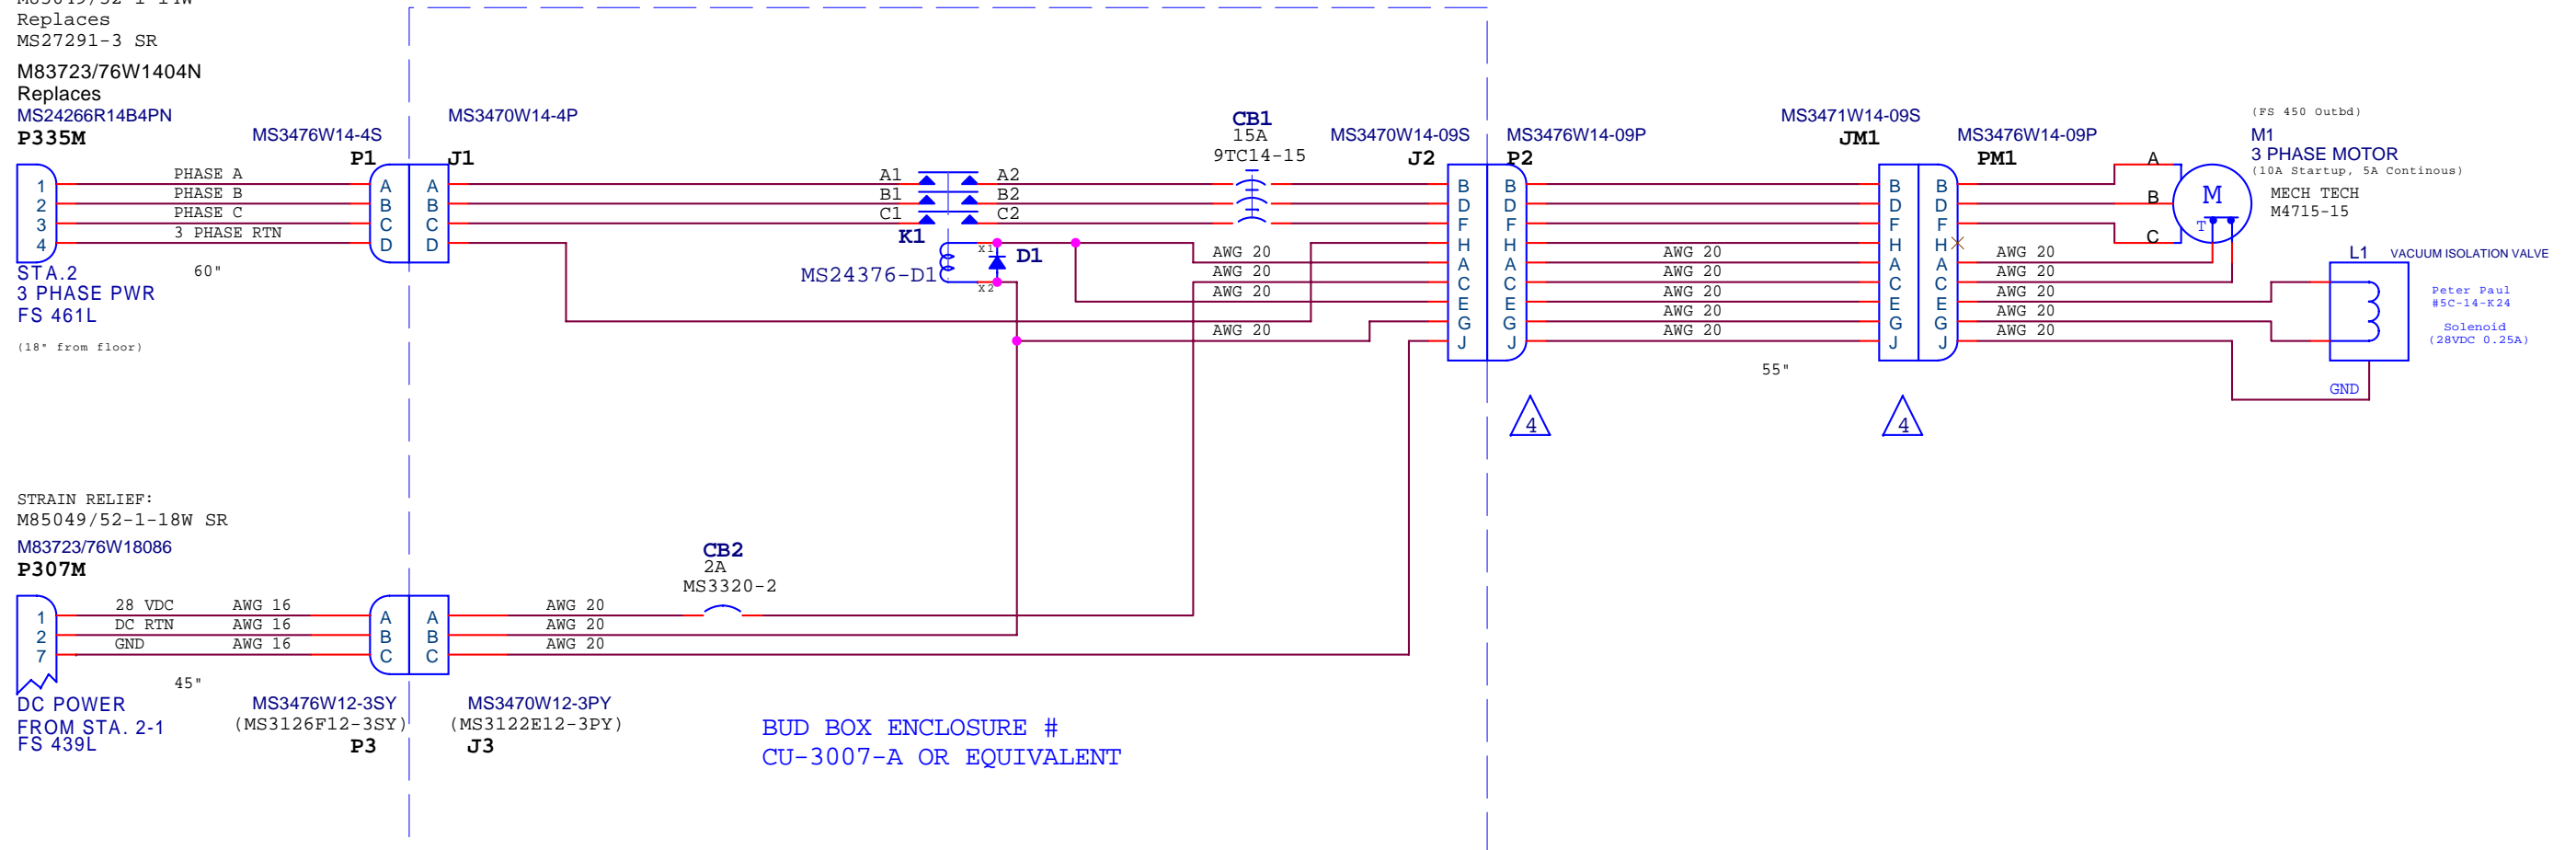 Replaces
MS27291-3 SR
M83723/76W1404N
Replaces
MS24266R14B4PN
P335M
MS3476W14-4S
P1
MS3470W14-4P
J1
1
2
3
4
PHASE A
PHASE B
PHASE C
3 PHASE RTN
60"
A
B
C
D
A
B
C
D
STA.2
3 PHASE PWR
FS 461L
(18" from floor)
A1
B1
C1
A2
B2
C2
K1
X1
X2
D1
MS24376-D1
CB1
15A
9TC14-15
AWG 20
AWG 20
AWG 20
AWG 20
MS3470W14-09S
J2
B
D
F
H
A
C
E
G
J
MS3476W14-09P
P2
B
D
F
H
A
C
E
G
J
AWG 20
AWG 20
AWG 20
AWG 20
AWG 20
55"
4
4
MS3471W14-09S
JM1
B
D
F
H
A
C
E
G
J
MS3476W14-09P
PM1
B
D
F
H
A
C
E
G
J
AWG 20
AWG 20
AWG 20
AWG 20
AWG 20
A
B
C
M
T
(FS 450 Outbd)
M1
3 PHASE MOTOR
(10A Startup, 5A Continous)
MECH TECH
M4715-15
L1
VACUUM ISOLATION VALVE
Peter Paul
#5C-14-K24
Solenoid
(28VDC 0.25A)
GND
STRAIN RELIEF:
M85049/52-1-18W SR
M83723/76W18086
P307M
1
2
7
28 VDC
DC RTN
GND
AWG 16
AWG 16
AWG 16
45"
A
B
C
A
B
C
AWG 20
AWG 20
AWG 20
CB2
2A
MS3320-2
DC POWER
FROM STA. 2-1
FS 439L
MS3476W12-3SY
(MS3126F12-3SY)
P3
MS3470W12-3PY
(MS3122E12-3PY)
J3
BUD BOX ENCLOSURE #
CU-3007-A OR EQUIVALENT